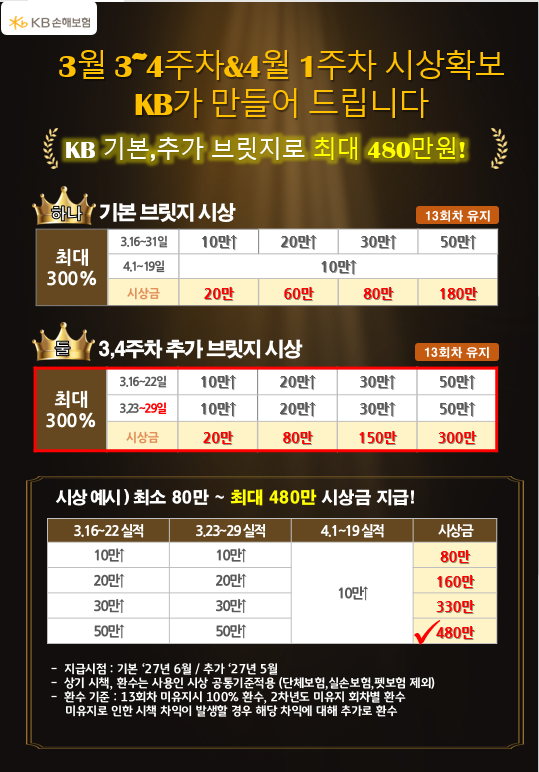 KB손해보험
3월 3~4주차&4월 1주차 시상확보
KB가 만들어 드립니다
KB 기본,추가 브릿지로 최대 480만원!
하나 기본 브릿지 시상 13회차 유지
최대 300%
3.16~31일 10만↑ 20만↑ 30만↑ 50만↑
4.1~19일 10만↑
시상금 20만 60만 80만 180만
둘 3,4주차 추가 브릿지 시상 13회차 유지
최대 300%
3.16~22일 10만↑ 20만↑ 30만↑ 50만↑
3.23~29일 10만↑ 20만↑ 30만↑ 50만↑
시상금 20만 80만 150만 300만
시상 예시 ) 최소 80만 ~ 최대 480만 시상금 지급!
3.16~22 실적 3.23~29 실적 4.1~19 실적 시상금
10만↑ 10만↑ 80만
20만↑ 20만↑ 160만
10만↑
30만↑ 30만↑ 330만
50만↑ 50만↑ 480만
- 지급시점 : 기본 ‘27년 6월 / 추가 ‘27년 5월
- 상기 시책, 환수는 사용인 시상 공통기준적용 (단체보험,실손보험,펫보험 제외)
- 환수 기준 : 13회차 미유지시 100% 환수, 2차년도 미유지 회차별 환수
미유지로 인한 시책 차익이 발생할 경우 해당 차익에 대해 추가로 환수